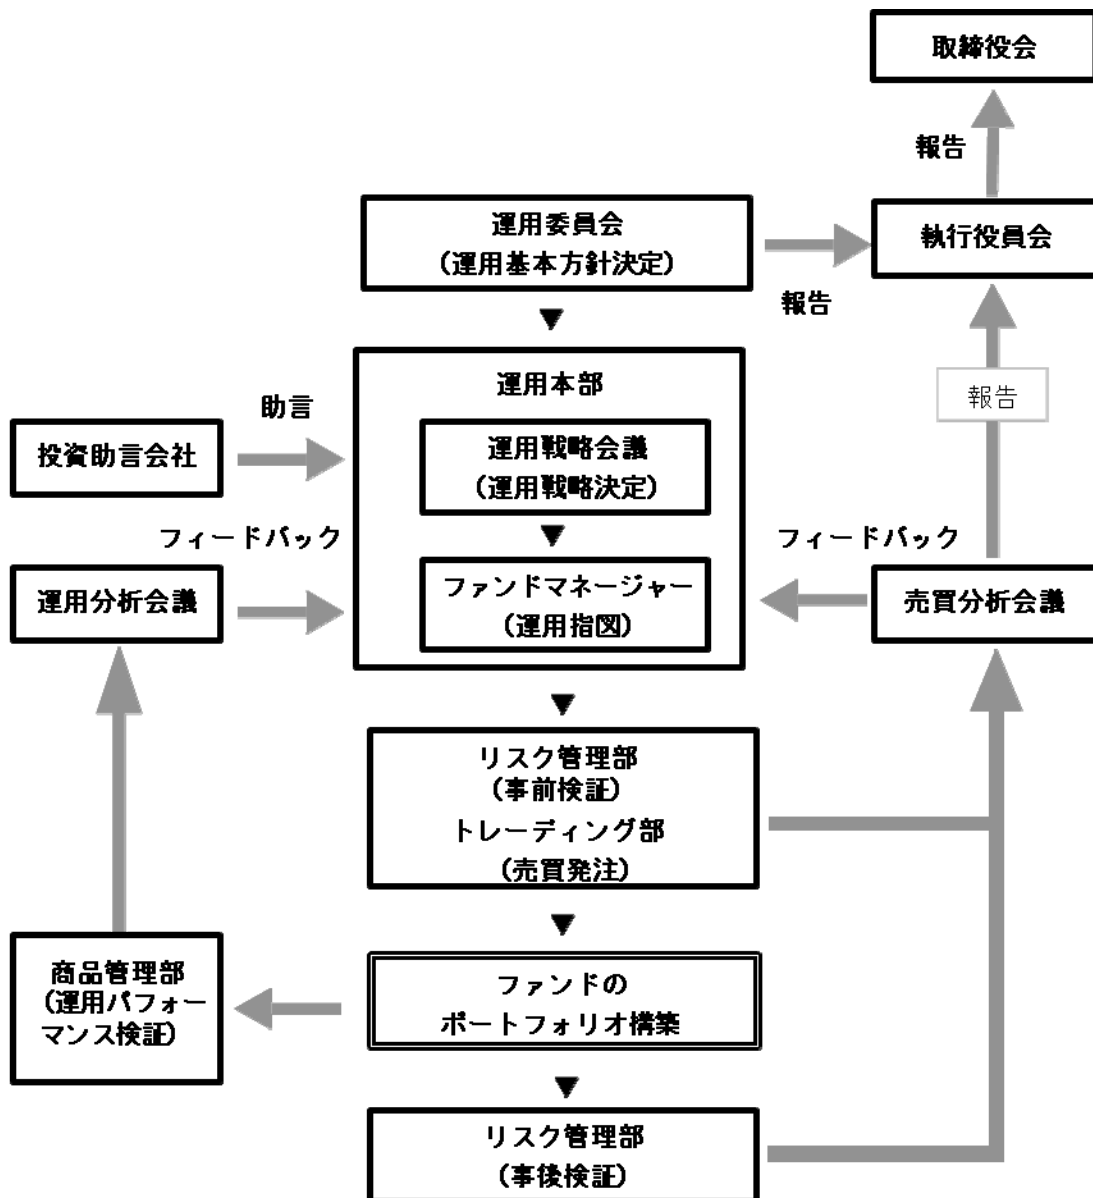 取締役会
報告
運用委員会
(運用基本方針決定)
執行役員会
報告
運用本部
報告
助言
投資助言会社
運用戦略会議
(運用戦略決定)
フィードバック
フィードバック
運用分析会議
ファンドマネージャー
(運用指図)
売買分析会議
リスク管理部
(事前検証)
トレーディング部
(売買発注)
商品管理部
(運用パフォー
マンス検証)
ファンドの
ポートフォリオ構築
リスク管理部
(事後検証)